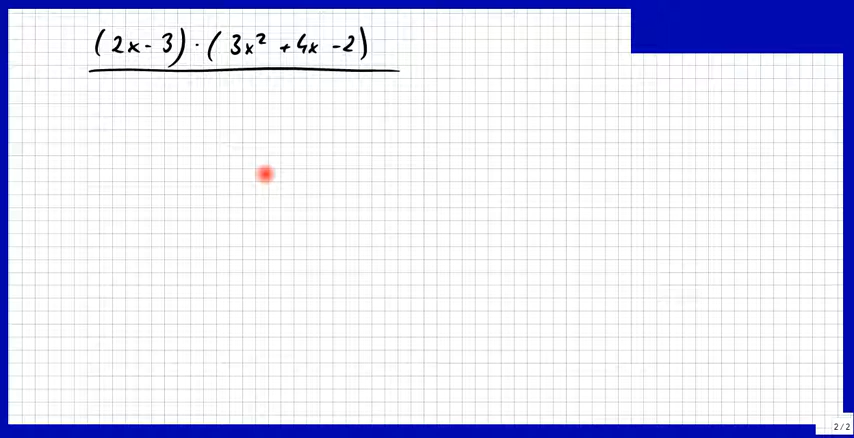 (2x - 3) · (3x² + 4x - 2)
2 / 2